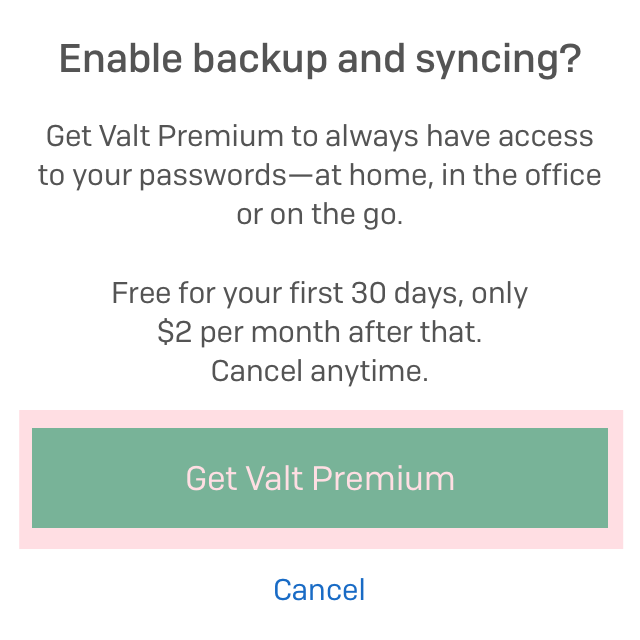 Enable backup and syncing?
Get Valt Premium to always have access
to your passwords—at home, in the office
or on the go.
Free for your first 30 days, only
$2 per month after that.
Cancel anytime.
Get Valt Premium
Cancel